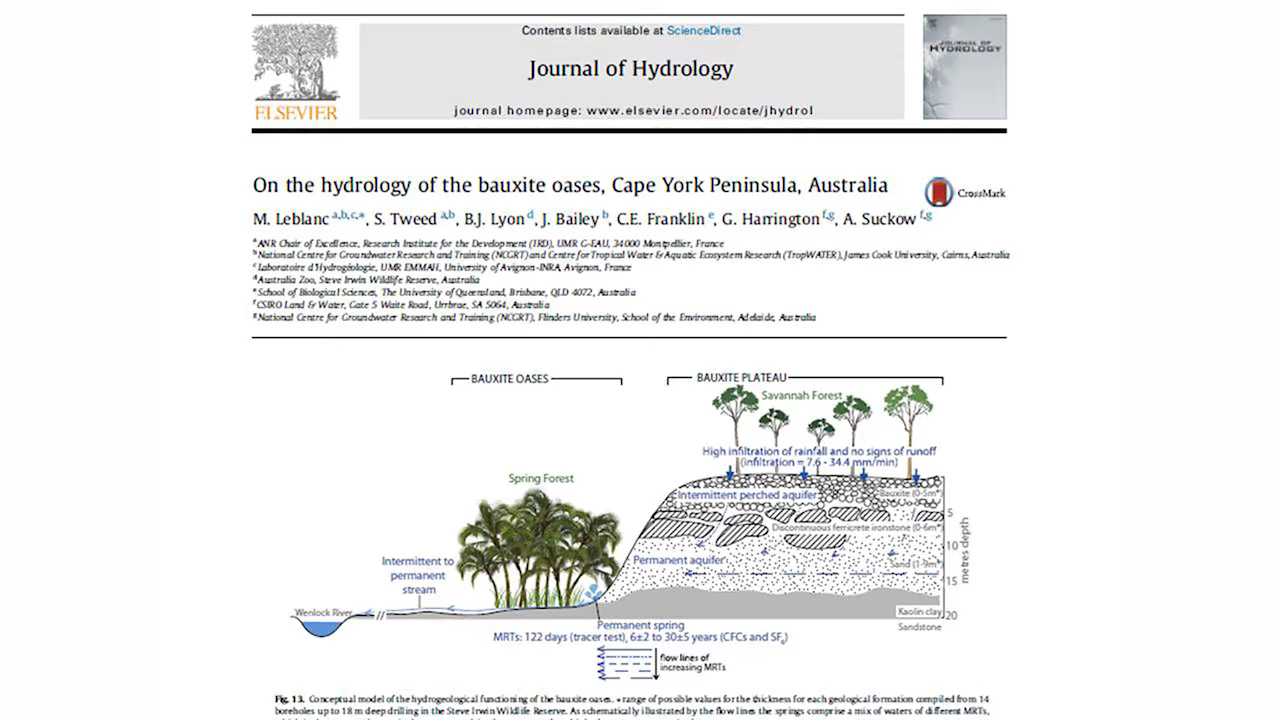 Contents lists available at ScienceDirect
JOURNAL OF
HYDROLOGY
Journal of Hydrology
ELSEVIER
journal homepage: www.elsevier.com/locate/jhydrol
On the hydrology of the bauxite oases, Cape York Peninsula, Australia
CrossMark
M. Leblanc a,b,c,*, S. Tweed a,b, B.J. Lyon d, J. Bailey b, C.E. Franklin e, G. Harrington f,g, A. Suckow f,g
a ANR Chair of Excellence, Research Institute for the Development (IRD), UMR G-EAU, 34000 Montpellier, France
b National Centre for Groundwater Research and Training (NCGRT) and Centre for Tropical Water & Aquatic Ecosystem Research (TropWATER), James Cook University, Cairns, Australia
c Laboratoire d'Hydrogéologie, UMR EMMAH, University of Avignon-INRA, Avignon, France
d Australia Zoo, Steve Irwin Wildlife Reserve, Australia
e School of Biological Sciences, The University of Queensland, Brisbane, QLD 4072, Australia
f CSIRO Land & Water, Gate 5 Waite Road, Urrbrae, SA 5064, Australia
g National Centre for Groundwater Research and Training (NCGRT), Flinders University, School of the Environment, Adelaide, Australia
BAUXITE OASES
BAUXITE PLATEAU
Savannah Forest
High infiltration of rainfall and no signs of runoff
(infiltration = 7.6 - 34.4 mm/min)
Spring Forest
Intermittent perched aquifer
Bauxite (0-5m*)
5
Discontinuous ferricrete ironstone (0-6m*)
10
Permanent aquifer
Sand (1-9m*)
15
metres depth
Intermittent to
permanent
stream
Wenlock River
Kaolin clay
20
Sandstone
Permanent spring
MRTs: 122 days (tracer test), 6±2 to 30±5 years (CFCs and SF6)
flow lines of
increasing MRTs
Fig. 13. Conceptual model of the hydrogeological functioning of the bauxite oases. * range of possible values for the thickness for each geological formation compiled from 14
boreholes up to 18 m deep drilling in the Steve Irwin Wildlife Reserve. As schematically illustrated by the flow lines the springs comprise a mix of waters of different MRTs,